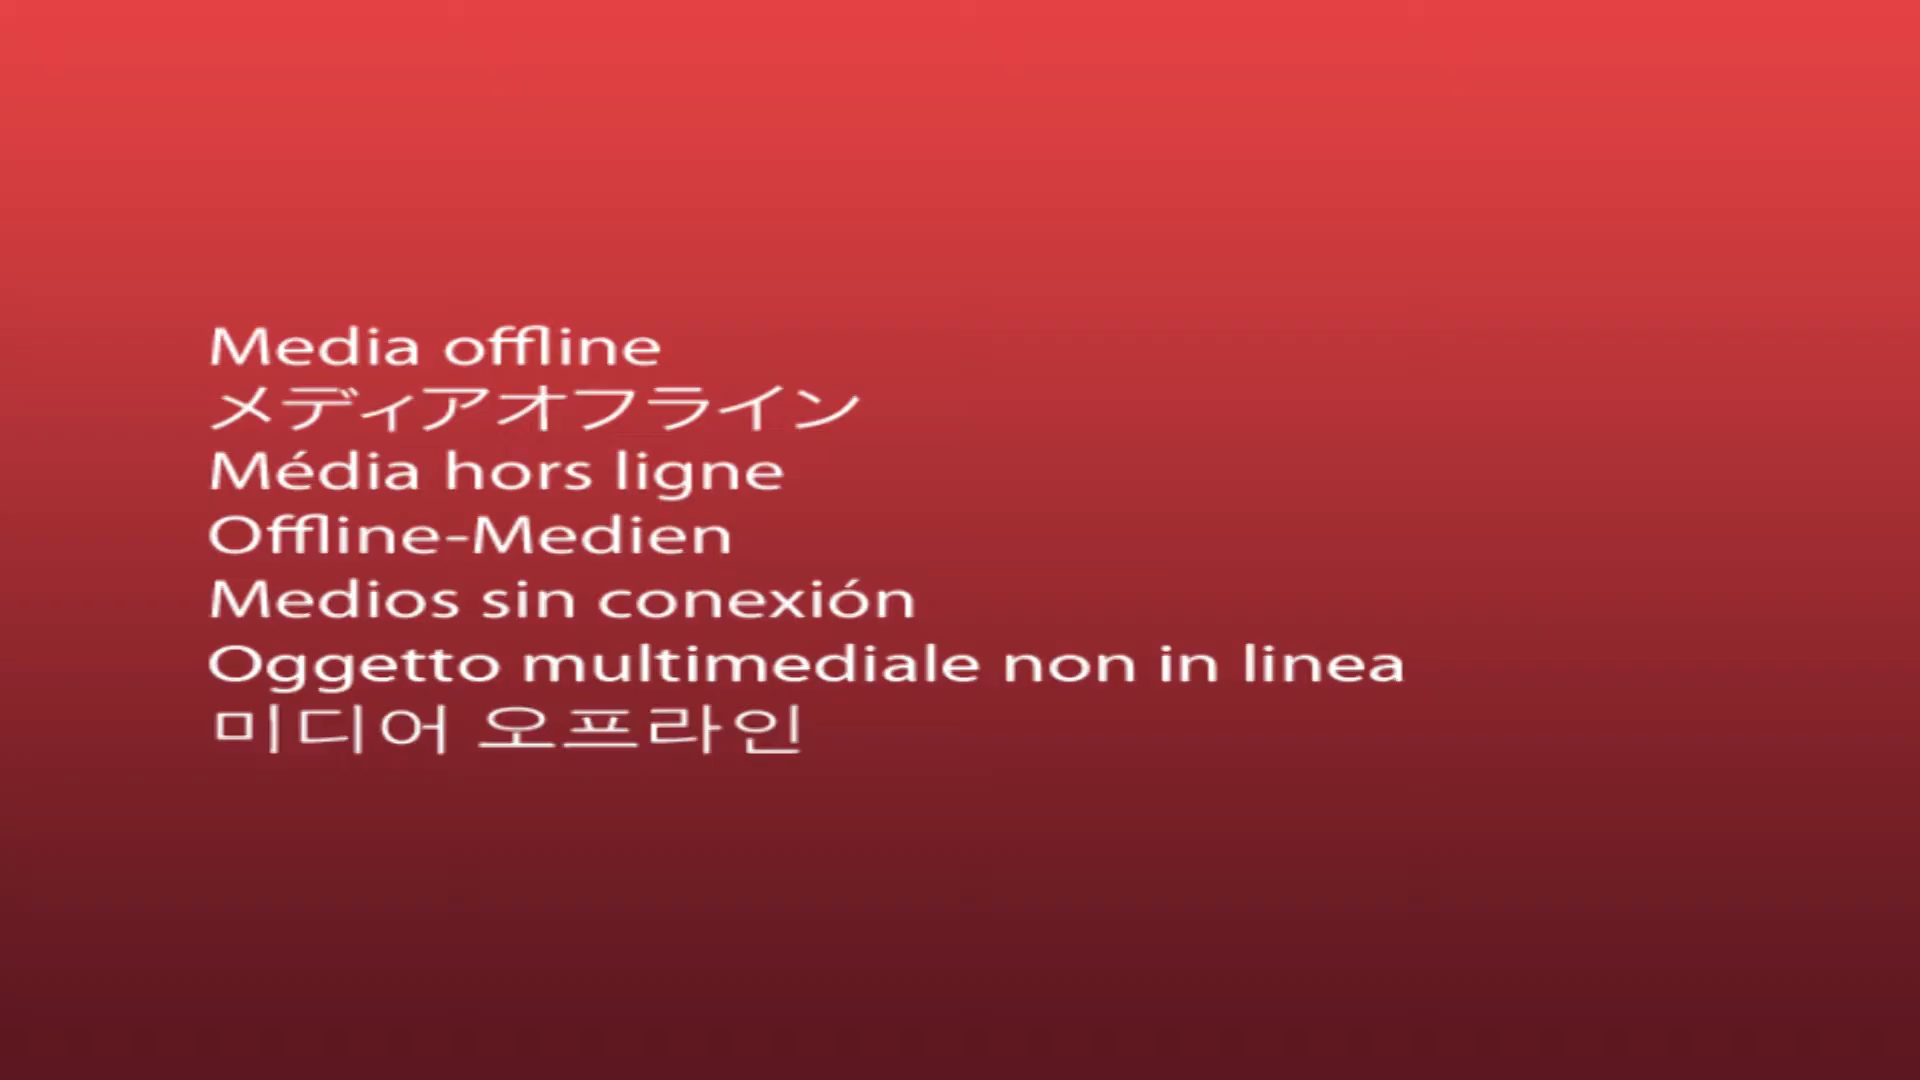 Media offline
メディアオフライン
Média hors ligne
Offline-Medien
Medios sin conexión
Oggetto multimediale non in linea
미디어 오프라인